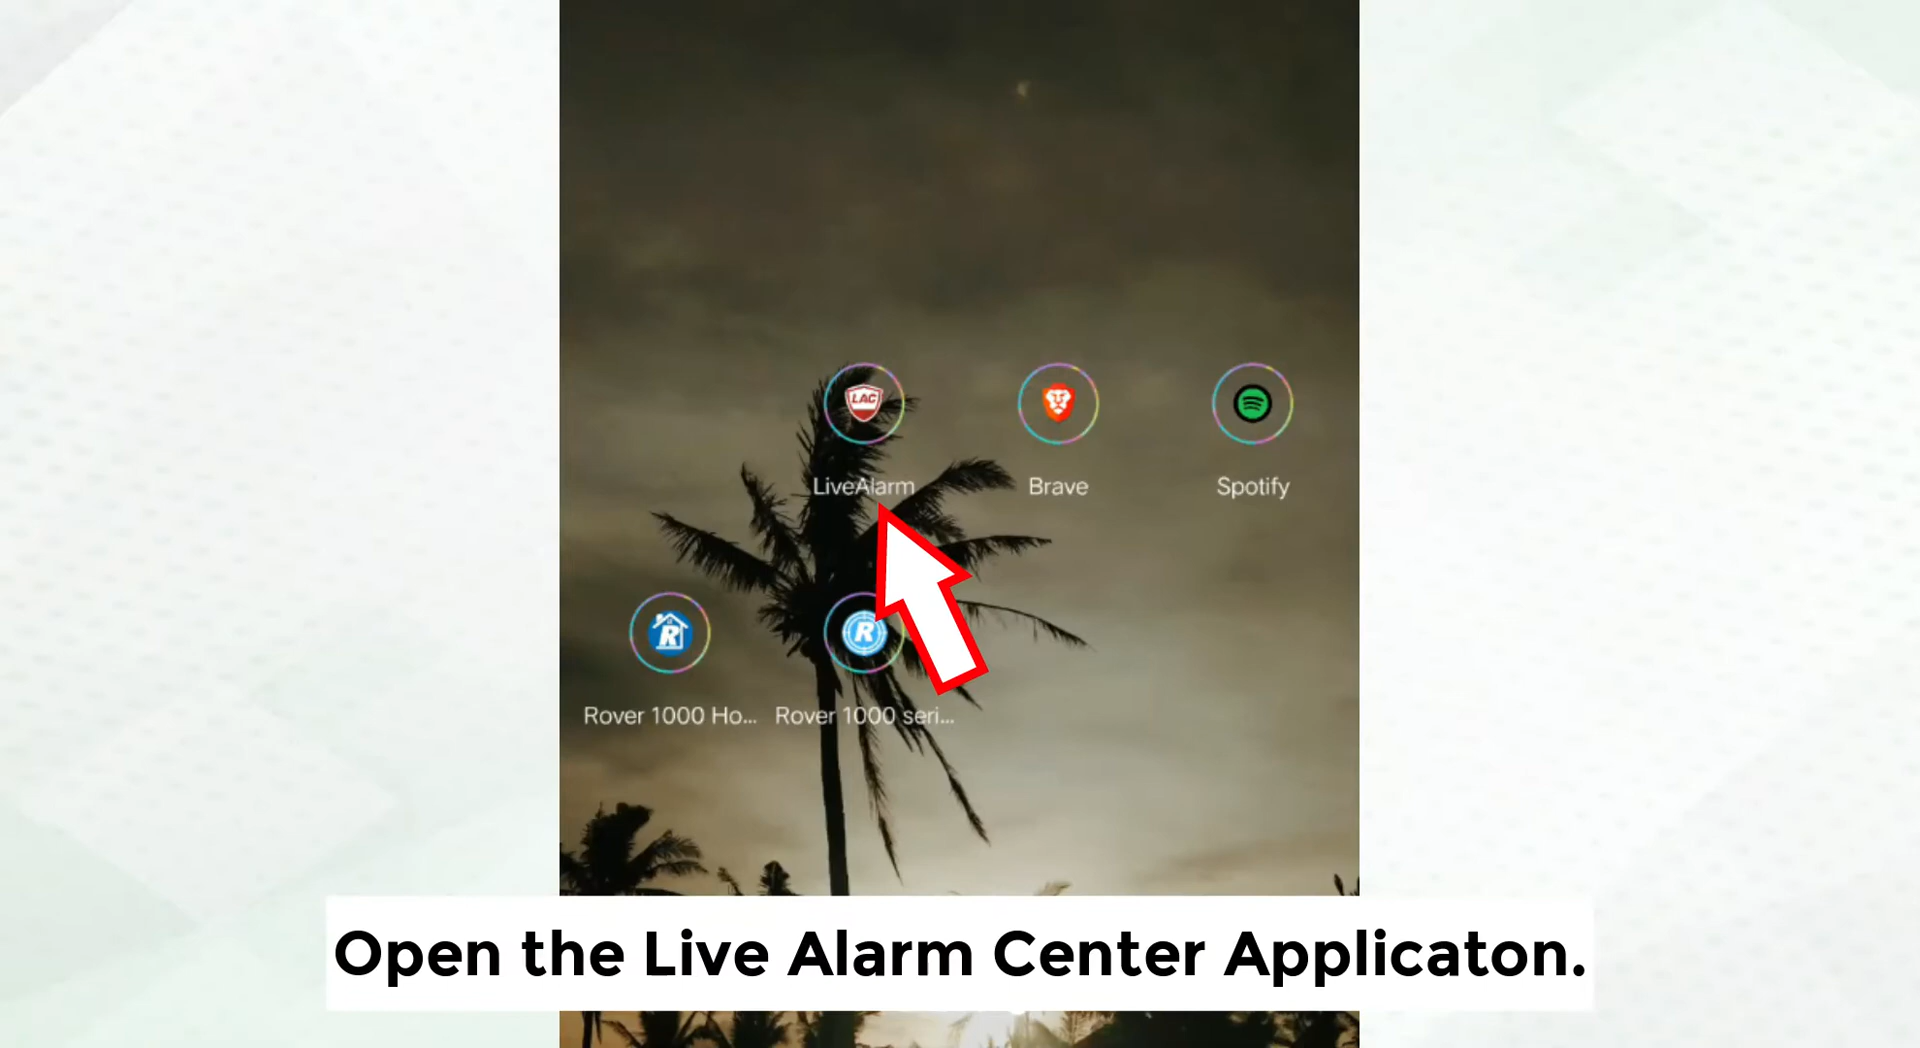 LAC
LiveAlarm
Brave
Spotify
R
R
Rover 1000 Ho...
Rover 1000 seri...
Open the Live Alarm Center Applicaton.